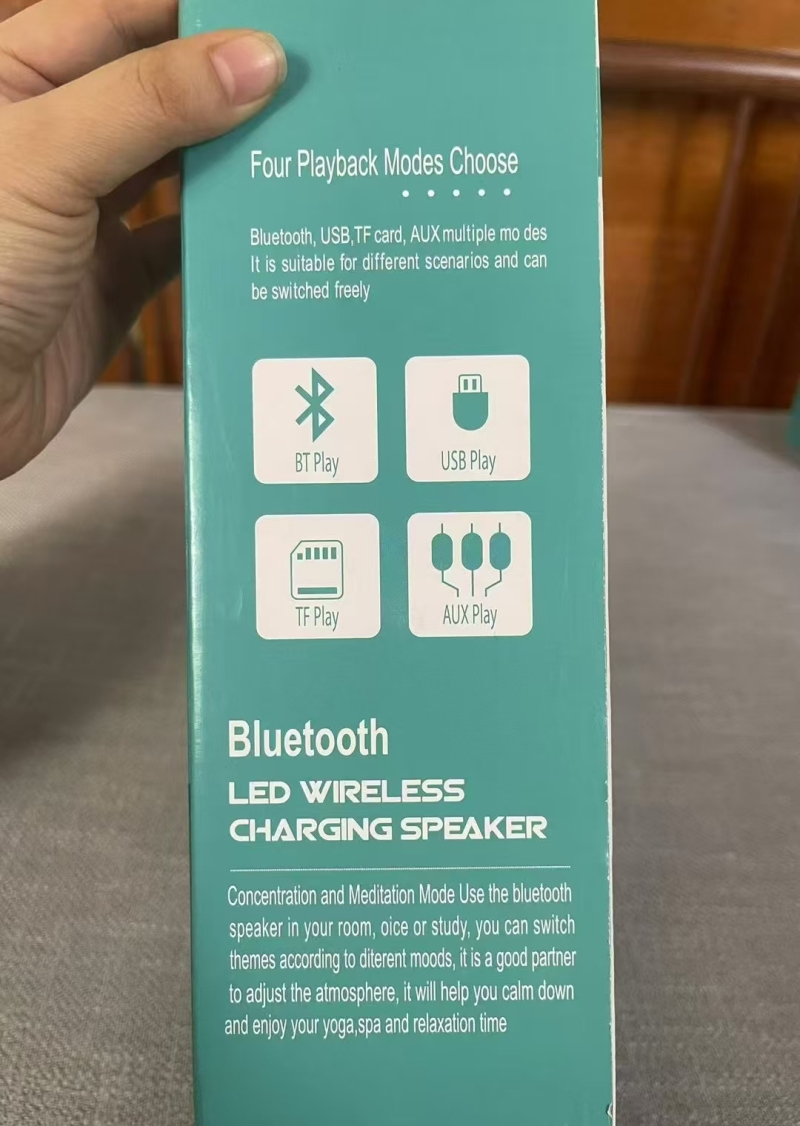 Four Playback Modes Choose
Bluetooth, USB,TF card, AUX multiple mo des
It is suitable for different scenarios and can
be switched freely
BT Play
USB Play
TF Play
AUX Play
Bluetooth
LED WIRELESS
CHARGING SPEAKER
Concentration and Meditation Mode Use the bluetooth
speaker in your room, oice or study, you can switch
themes according to diterent moods, it is a good partner
to adjust the atmosphere, it will help you calm down
and enjoy your yoga,spa and relaxation time